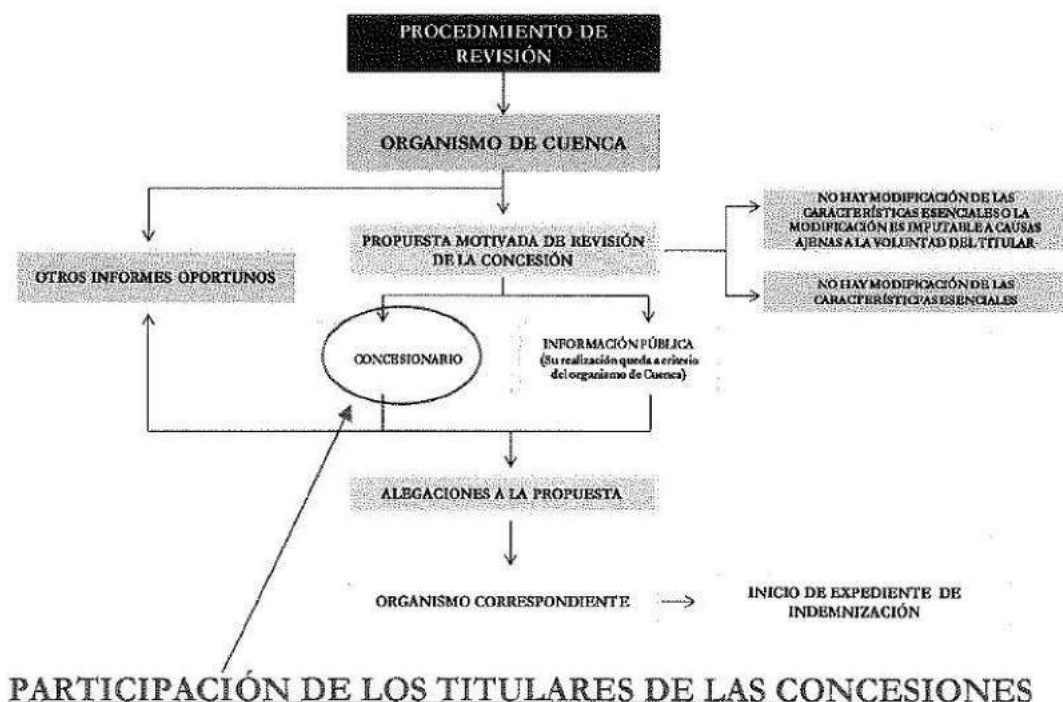 PROCEDIMIENTO DE
REVISIÓN
ORGANISMO DE CUENCA
NO HAY MODIFICACIÓN DE LAS
CARACTERÍSTICAS ESENCIALES O LA
MODIFICACIÓN ES IMPUTABLE A CAUSAS
AJENAS A LA VOLUNTAD DEL TITULAR
PROPUESTA MOTIVADA DE REVISIÓN
DE LA CONCESIÓN
OTROS INFORMES OPORTUNOS
NO HAY MODIFICACIÓN DE LAS
CARACTERÍSTICPAS ESENCIALES
CONCESIONARIO
INFORMACIÓN PÚBLICA
(Su realización queda a criterio
del organismo de Cuenca)
ALEGACIONES A LA PROPUESTA
ORGANISMO CORRESPONDIENTE
INICIO DE EXPEDIENTE DE
INDEMNIZACIÓN
PARTICIPACIÓN DE LOS TITULARES DE LAS CONCESIONES